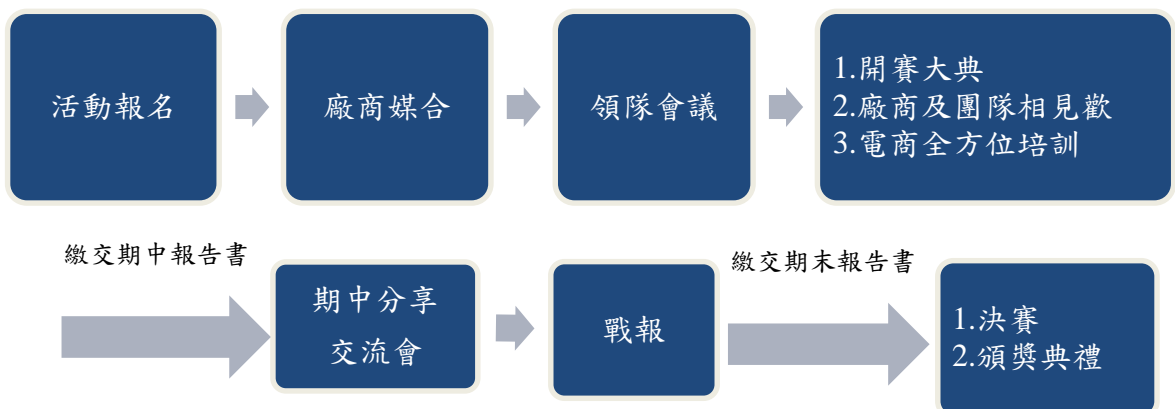 活動報名
廠商媒合
領隊會議
1.開賽大典
2.廠商及團隊相見歡
3.電商全方位培訓
繳交期中報告書
期中分享
交流會
戰報
繳交期末報告書
1.決賽
2.頒獎典禮